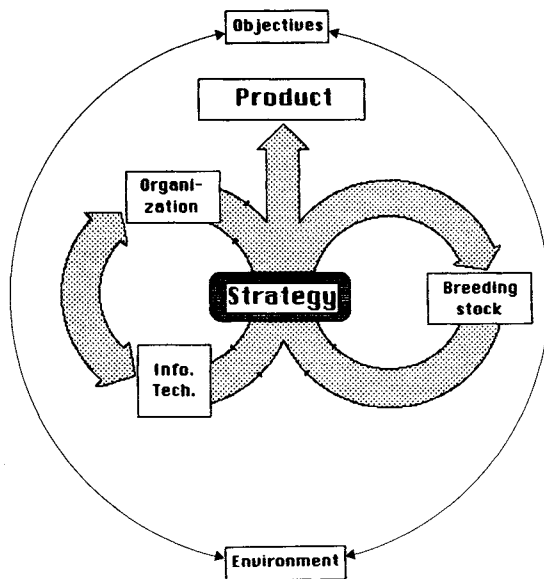 Objectives
Product
Organi-
zation
Strategy
Breeding
stock
Info.
Tech.
Environment